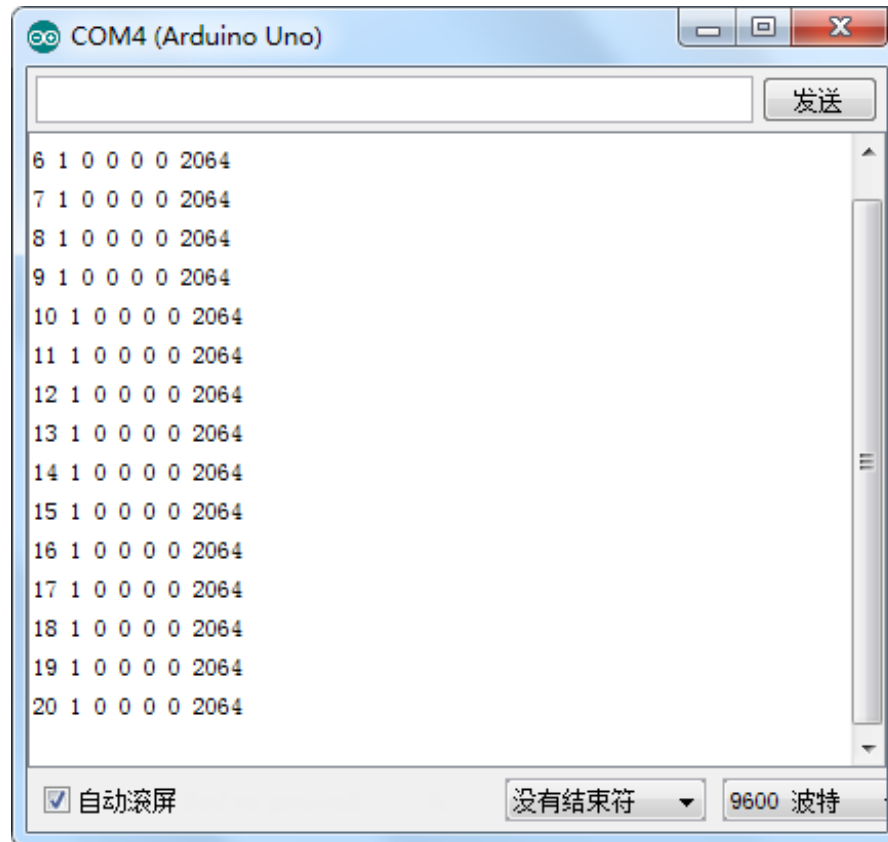 COM4 (Arduino Uno)
发送
6 1 0 0 0 0 2064
7 1 0 0 0 0 2064
8 1 0 0 0 0 2064
9 1 0 0 0 0 2064
10 1 0 0 0 0 2064
11 1 0 0 0 0 2064
12 1 0 0 0 0 2064
13 1 0 0 0 0 2064
14 1 0 0 0 0 2064
15 1 0 0 0 0 2064
16 1 0 0 0 0 2064
17 1 0 0 0 0 2064
18 1 0 0 0 0 2064
19 1 0 0 0 0 2064
20 1 0 0 0 0 2064
自动滚屏 没有结束符 9600 波特